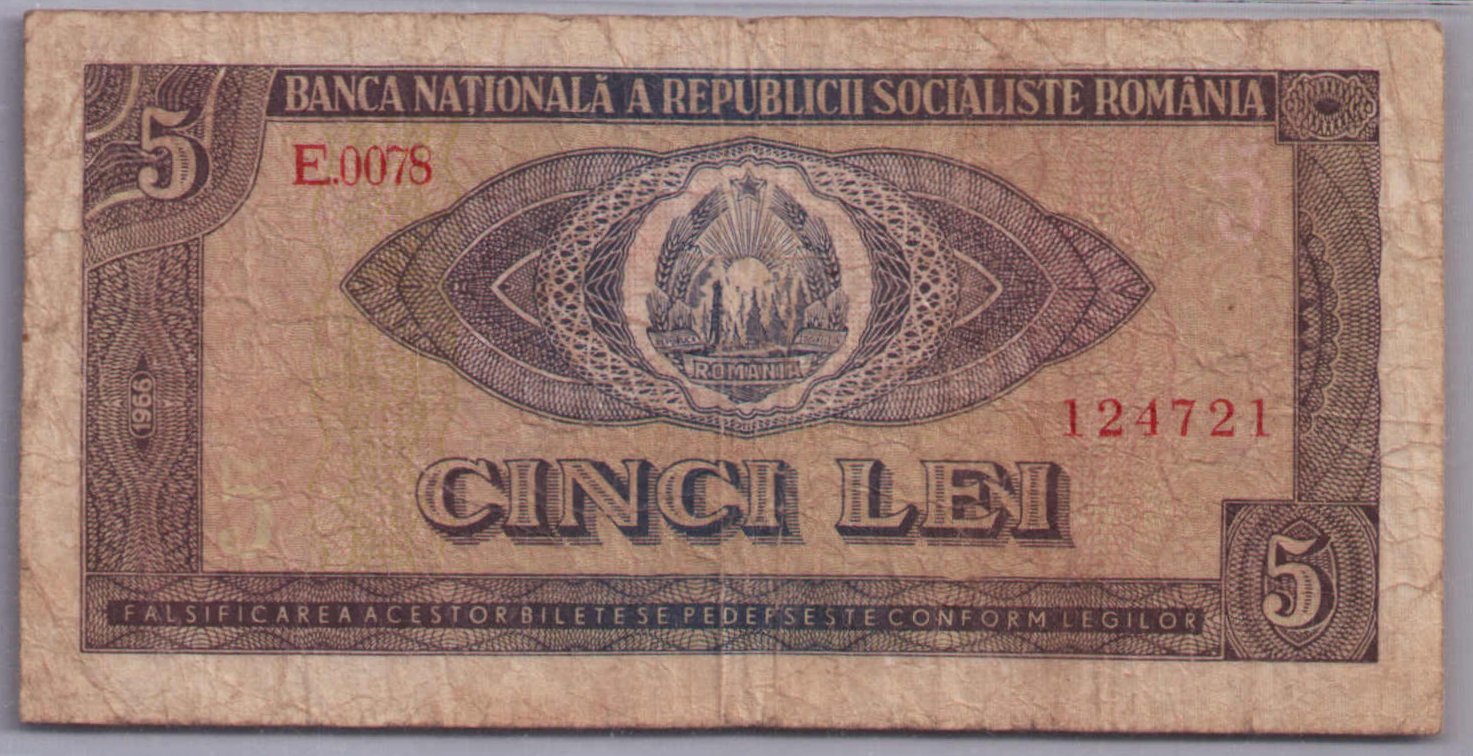 5 BANCA NAȚIONALĂ A REPUBLICII SOCIALISTE ROMÂNIA
E.0078
ROMANIA
1966
124721
CINCI LEI
5
FALSIFICAREA ACESTOR BILETE SE PEDEPSESTE CONFORM LEGILOR